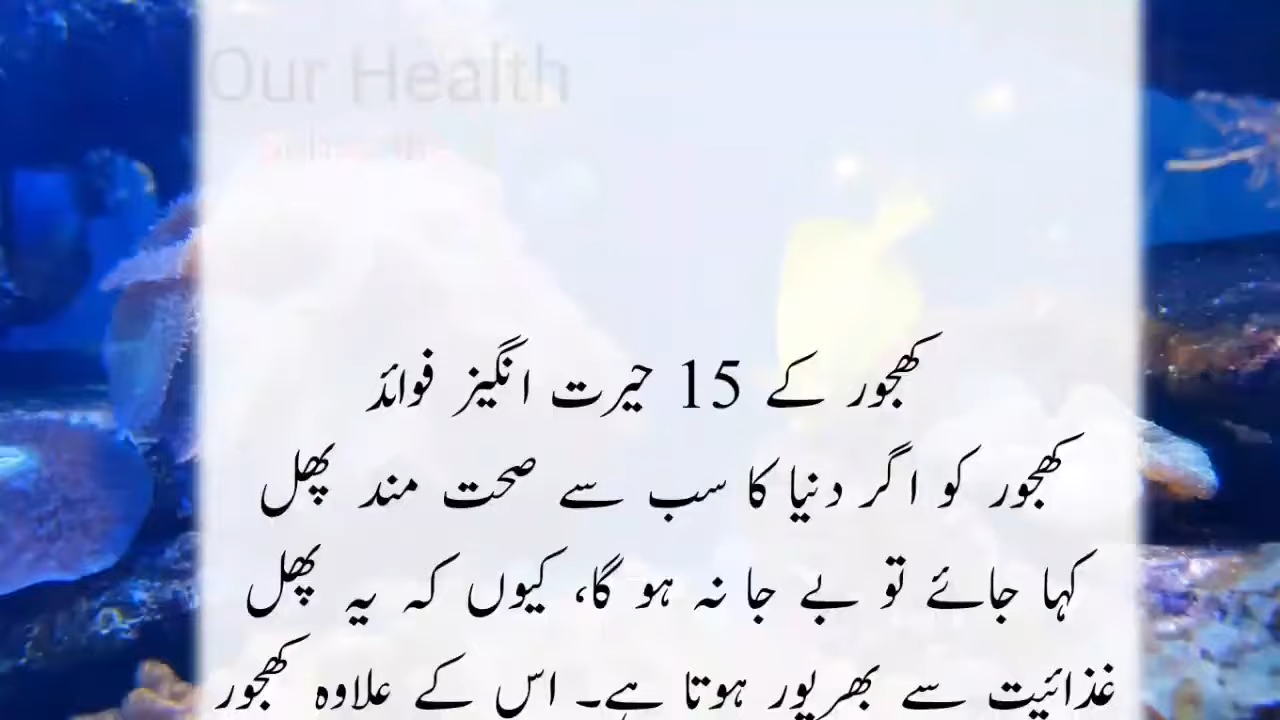 Our Health
کھجور کے 15 حیرت انگیز فوائد
کھجور کو اگر دنیا کا سب سے صحت مند پھل
کہا جائے تو بے جا نہ ہو گا، کیوں کہ یہ پھل
غذائیت سے بھرپور ہوتا ہے۔ اس کے علاوہ کھجور